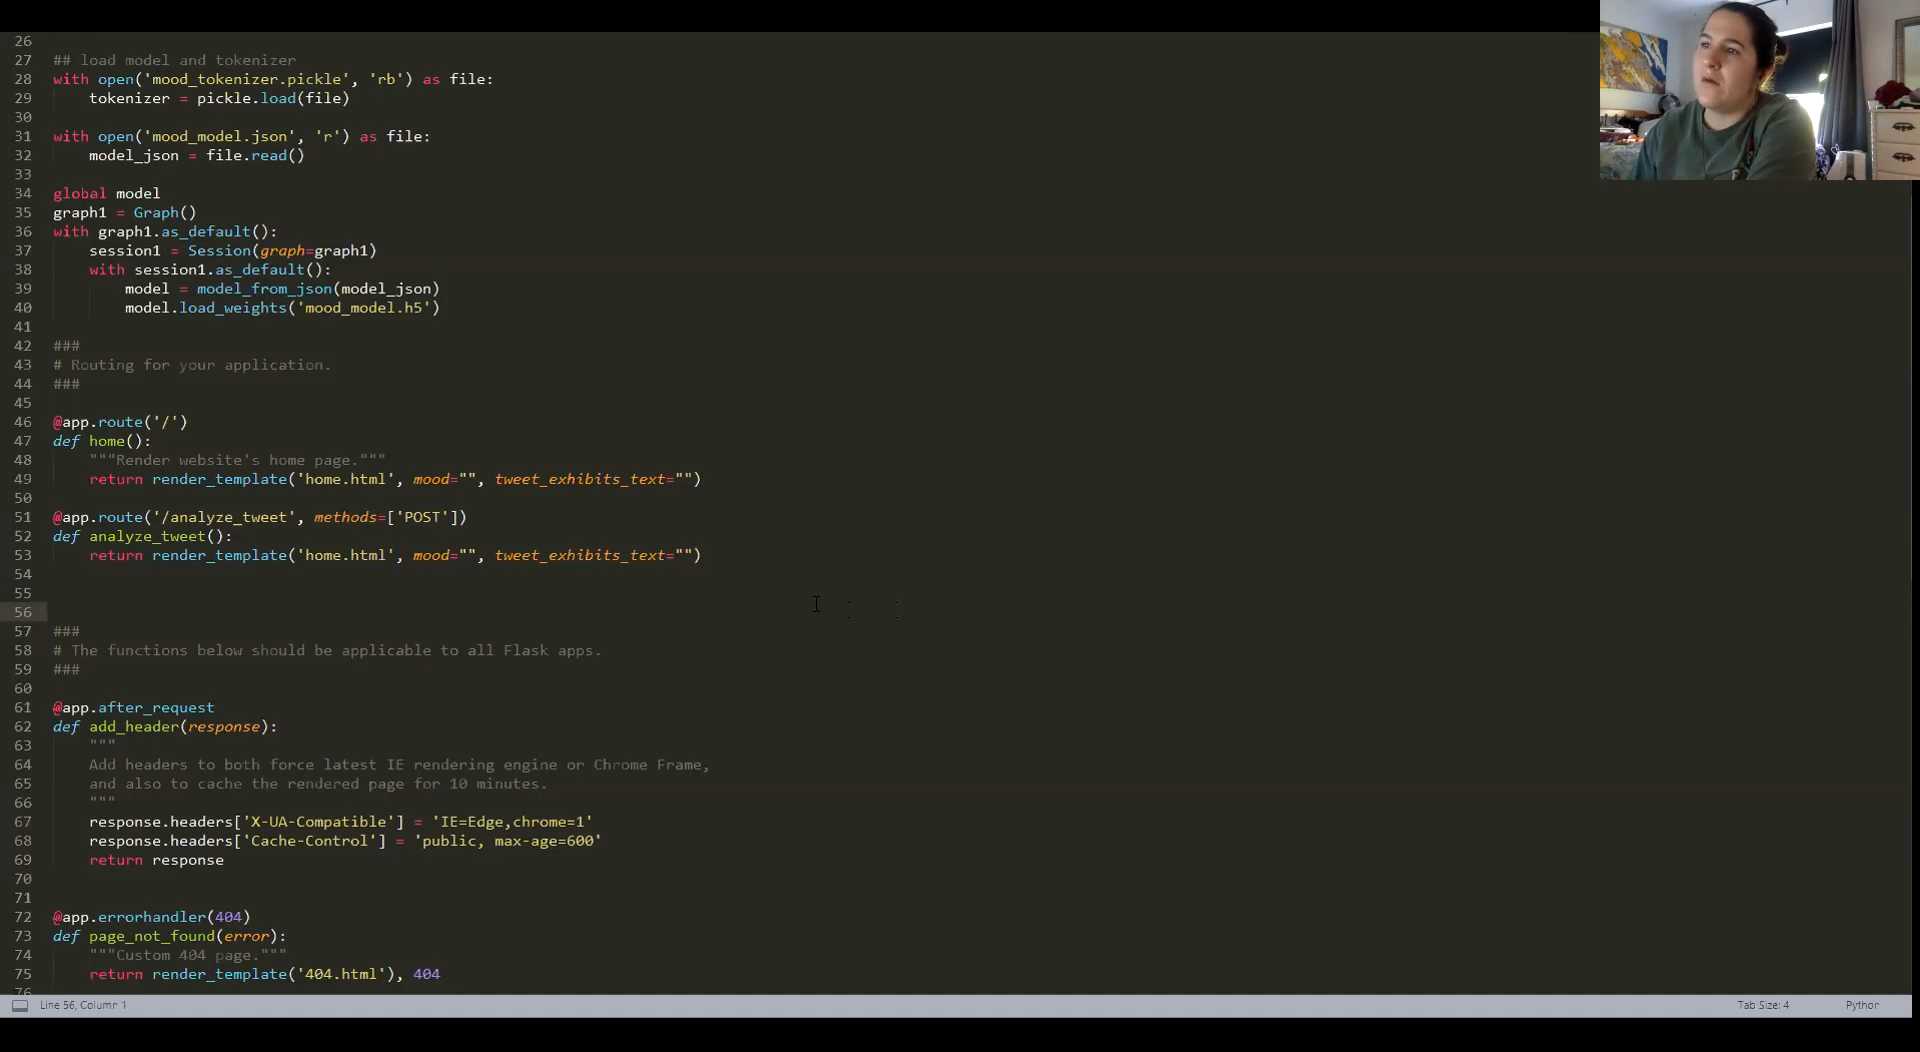 26
27 ## load model and tokenizer
28 with open('mood_tokenizer.pickle', 'rb') as file:
29     tokenizer = pickle.load(file)
30
31 with open('mood_model.json', 'r') as file:
32     model_json = file.read()
33
34 global model
35 graph1 = Graph()
36 with graph1.as_default():
37     session1 = Session(graph=graph1)
38     with session1.as_default():
39         model = model_from_json(model_json)
40         model.load_weights('mood_model.h5')
41
42 ###
43 # Routing for your application.
44 ###
45
46 @app.route('/')
47 def home():
48     """Render website's home page."""
49     return render_template('home.html', mood="", tweet_exhibits_text="")
50
51 @app.route('/analyze_tweet', methods=['POST'])
52 def analyze_tweet():
53     return render_template('home.html', mood="", tweet_exhibits_text="")
54
55
56
57 ###
58 # The functions below should be applicable to all Flask apps.
59 ###
60
61 @app.after_request
62 def add_header(response):
63     """
64     Add headers to both force latest IE rendering engine or Chrome Frame,
65     and also to cache the rendered page for 10 minutes.
66     """
67     response.headers['X-UA-Compatible'] = 'IE=Edge,chrome=1'
68     response.headers['Cache-Control'] = 'public, max-age=600'
69     return response
70
71
72 @app.errorhandler(404)
73 def page_not_found(error):
74     """Custom 404 page."""
75     return render_template('404.html'), 404
76
Line 56, Column 1 Tab Size: 4 Python